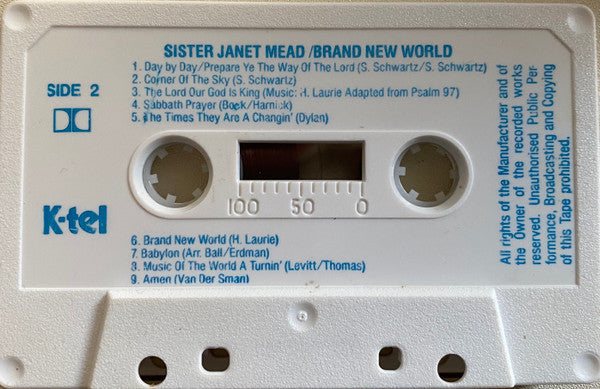 SISTER JANET MEAD /BRAND NEW WORLD
1. Day by Day/Prepare Ye The Way Of The Lord (S. Schwartz/S. Schwartz)
2. Corner Of The Sky (S. Schwartz)
3. The Lord Our God Is King (Music: H. Laurie Adapted from Psalm 97)
4. Sabbath Prayer (Bock/Harnick)
5. The Times They Are A Changin' (Dylan)
SIDE 2
K-tel
100 50 0
6. Brand New World (H. Laurie)
7. Babylon (Arr. Ball/Erdman)
8. Music Of The World A Turnin' (Levitt/Thomas)
9. Amen (Van Der Sman)
All rights of the Manufacturer and of
the Owner of the recorded works
reserved. Unauthorised Public Per-
formance, Broadcasting and Copying
of this Tape prohibited.